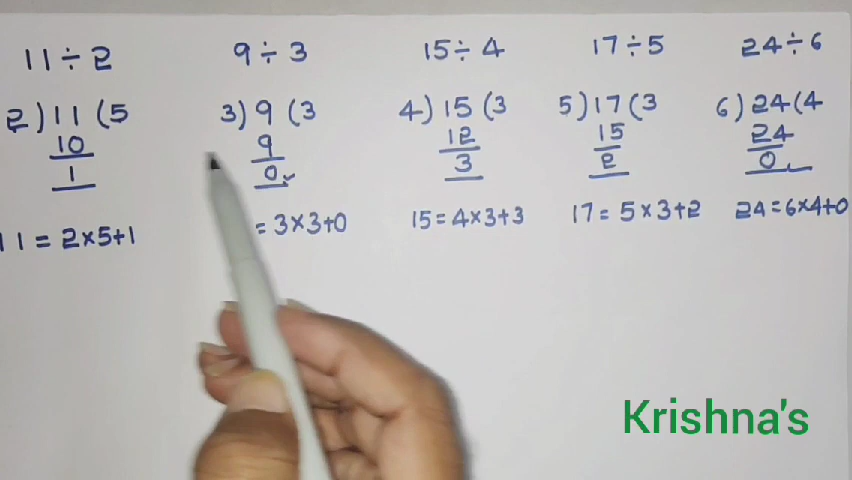 11 ÷ 2
2 ) 11 ( 5
10
1
11 = 2 × 5 + 1
9 ÷ 3
3 ) 9 ( 3
9
0
= 3 × 3 + 0
15 ÷ 4
4 ) 15 ( 3
12
3
15 = 4 × 3 + 3
17 ÷ 5
5 ) 17 ( 3
15
2
17 = 5 × 3 + 2
24 ÷ 6
6 ) 24 ( 4
24
0
24 = 6 × 4 + 0
Krishna's